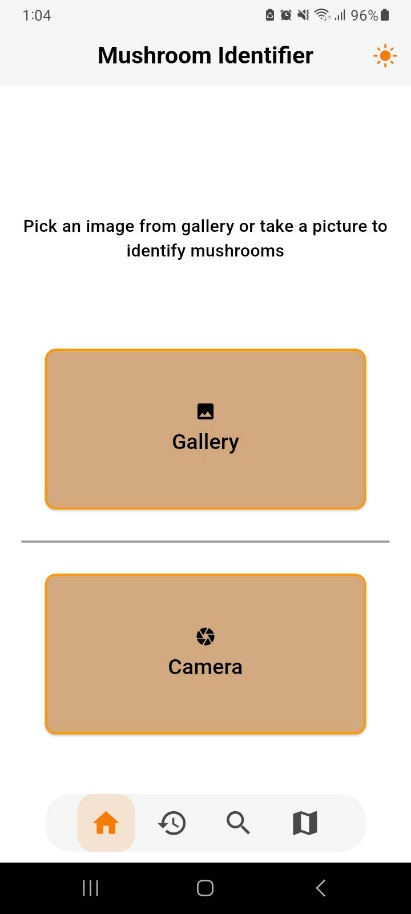 1:04
96%
Mushroom Identifier
Pick an image from gallery or take a picture to
identify mushrooms
Gallery
Camera